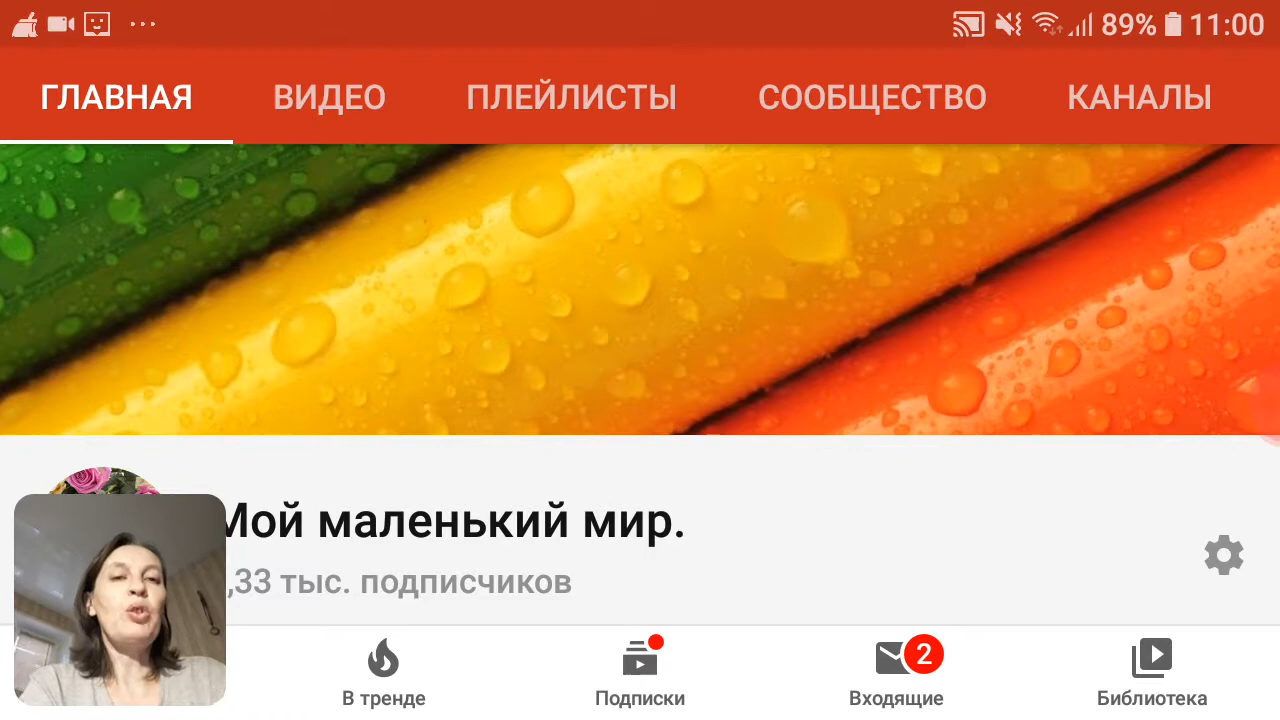 89% 11:00
ГЛАВНАЯ ВИДЕО ПЛЕЙЛИСТЫ СООБЩЕСТВО КАНАЛЫ
Мой маленький мир.
,33 тыс. подписчиков
2
В тренде Подписки Входящие Библиотека